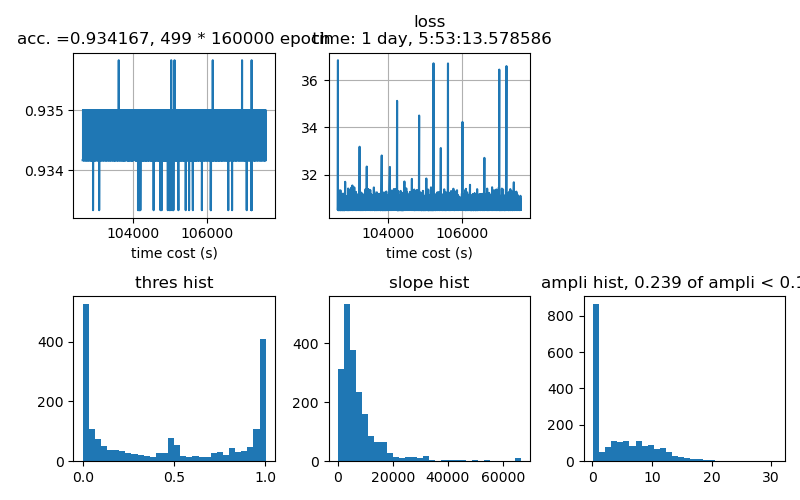 loss
acc. =0.934167, 499 * 160000 epoch
time: 1 day, 5:53:13.578586
0.935
0.934
104000 106000
time cost (s)
36
34
32
104000 106000
time cost (s)
thres hist
400
200
0
0.0 0.5 1.0
slope hist
400
200
0
0 20000 40000 60000
ampli hist, 0.239 of ampli < 0.1
800
600
400
200
0
0 10 20 30